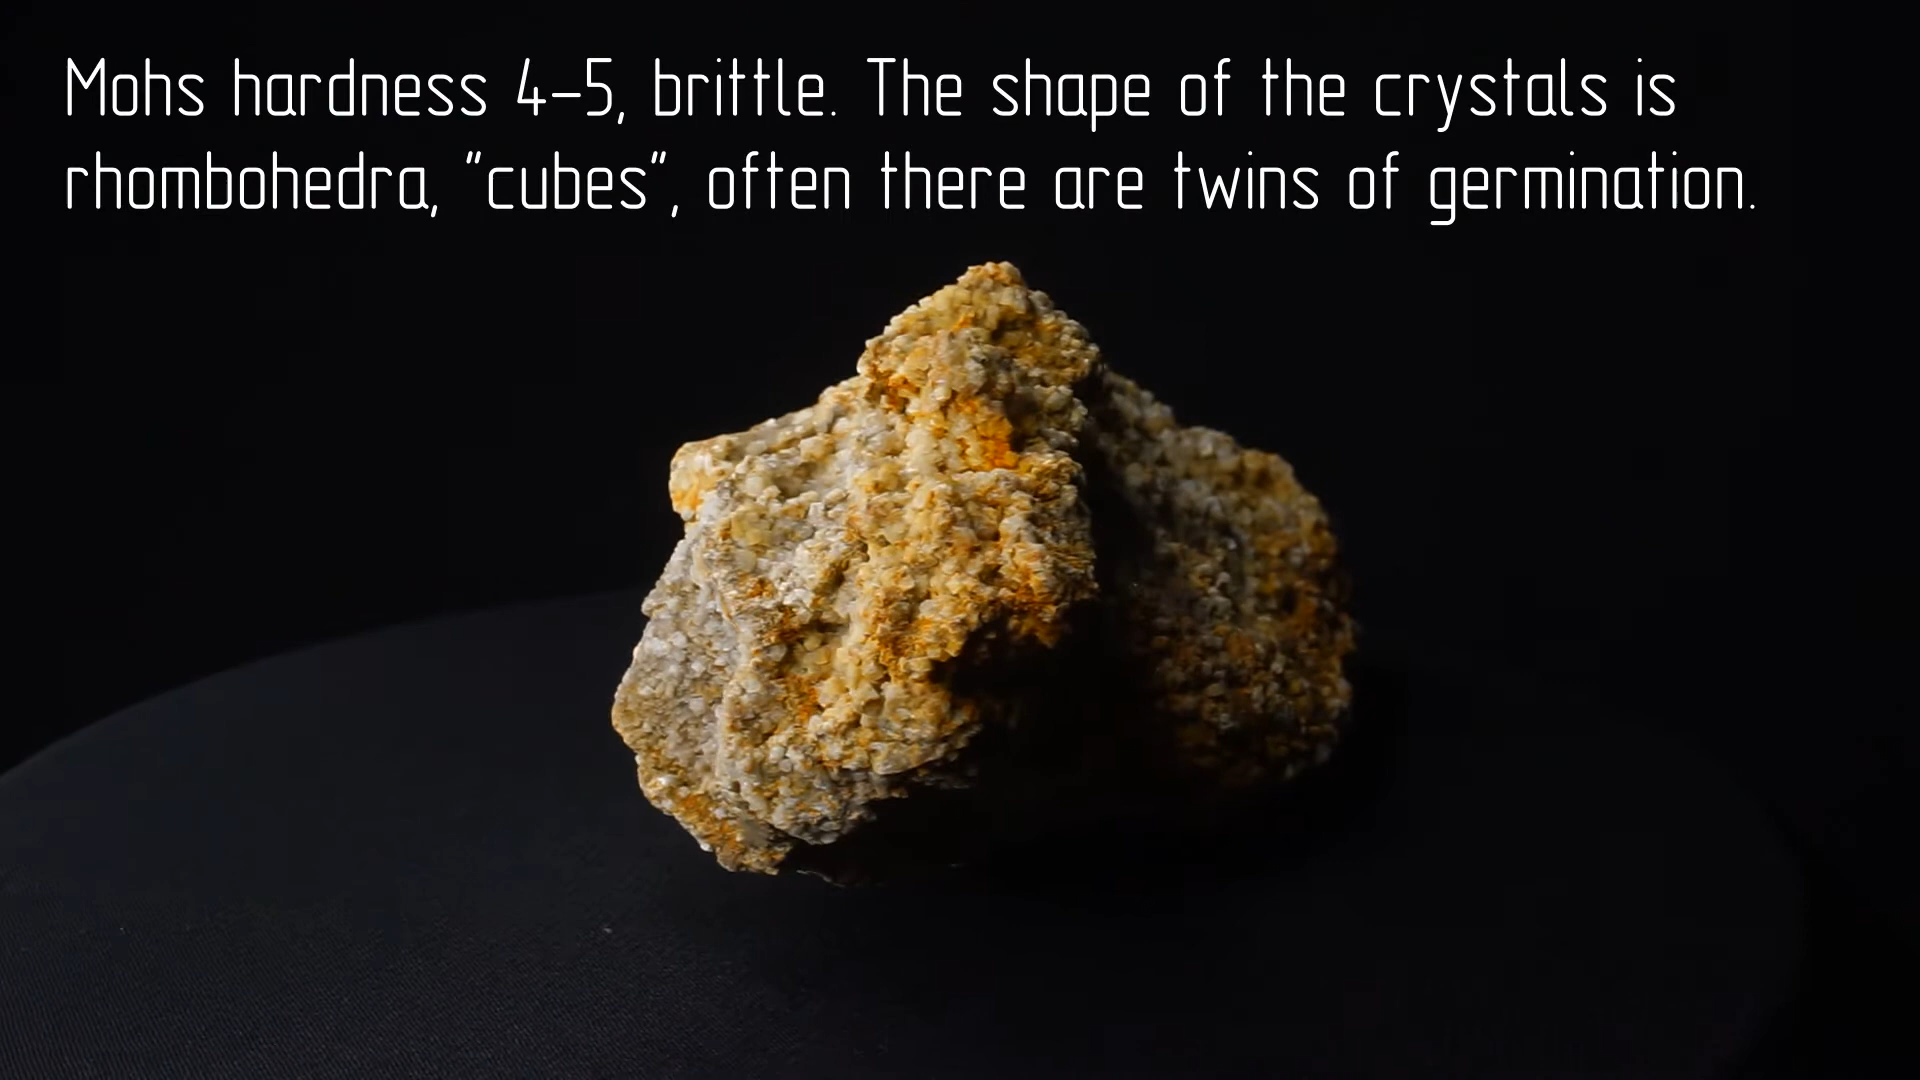 Mohs hardness 4–5, brittle. The shape of the crystals is
rhombohedra, "cubes", often there are twins of germination.